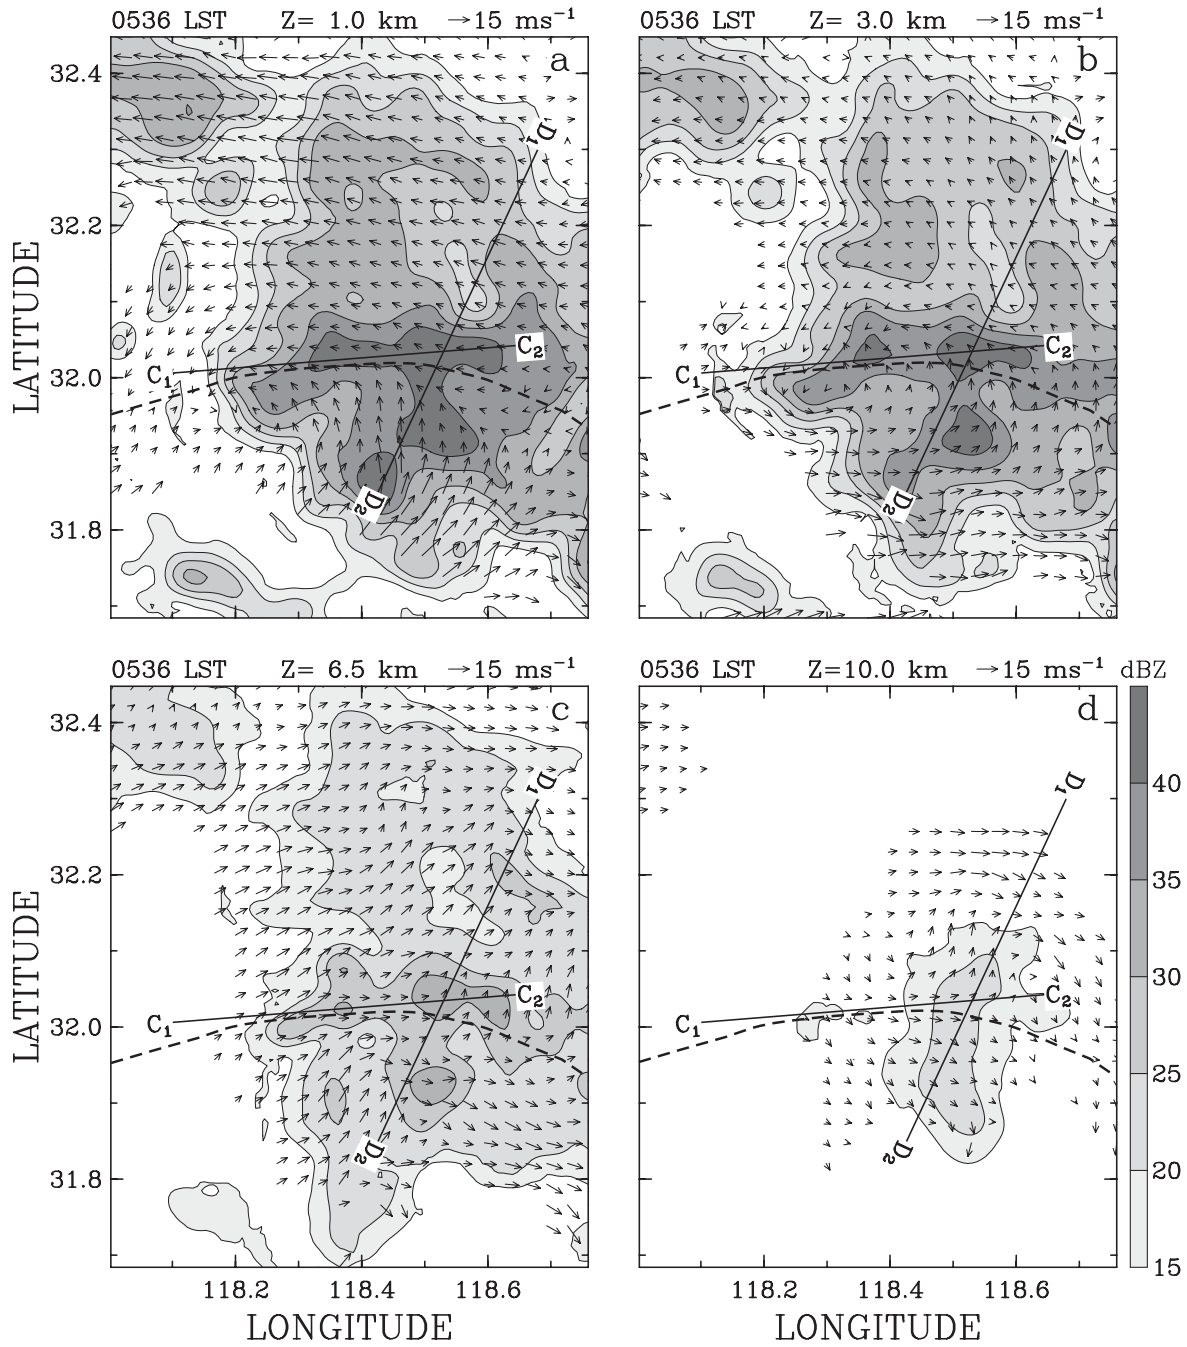 0536 LST Z= 1.0 km →15 ms⁻¹
a
32.4
32.2
32.0
31.8
LATITUDE
D₁
C₁
C₂
D₂
0536 LST Z= 3.0 km →15 ms⁻¹
b
D₁
C₁
C₂
D₂
0536 LST Z= 6.5 km →15 ms⁻¹
c
32.4
32.2
32.0
31.8
LATITUDE
D₁
C₁
C₂
D₂
118.2 118.4 118.6
LONGITUDE
0536 LST Z=10.0 km →15 ms⁻¹
d
D₁
C₁
C₂
D₂
118.2 118.4 118.6
LONGITUDE
dBZ
40
35
30
25
20
15